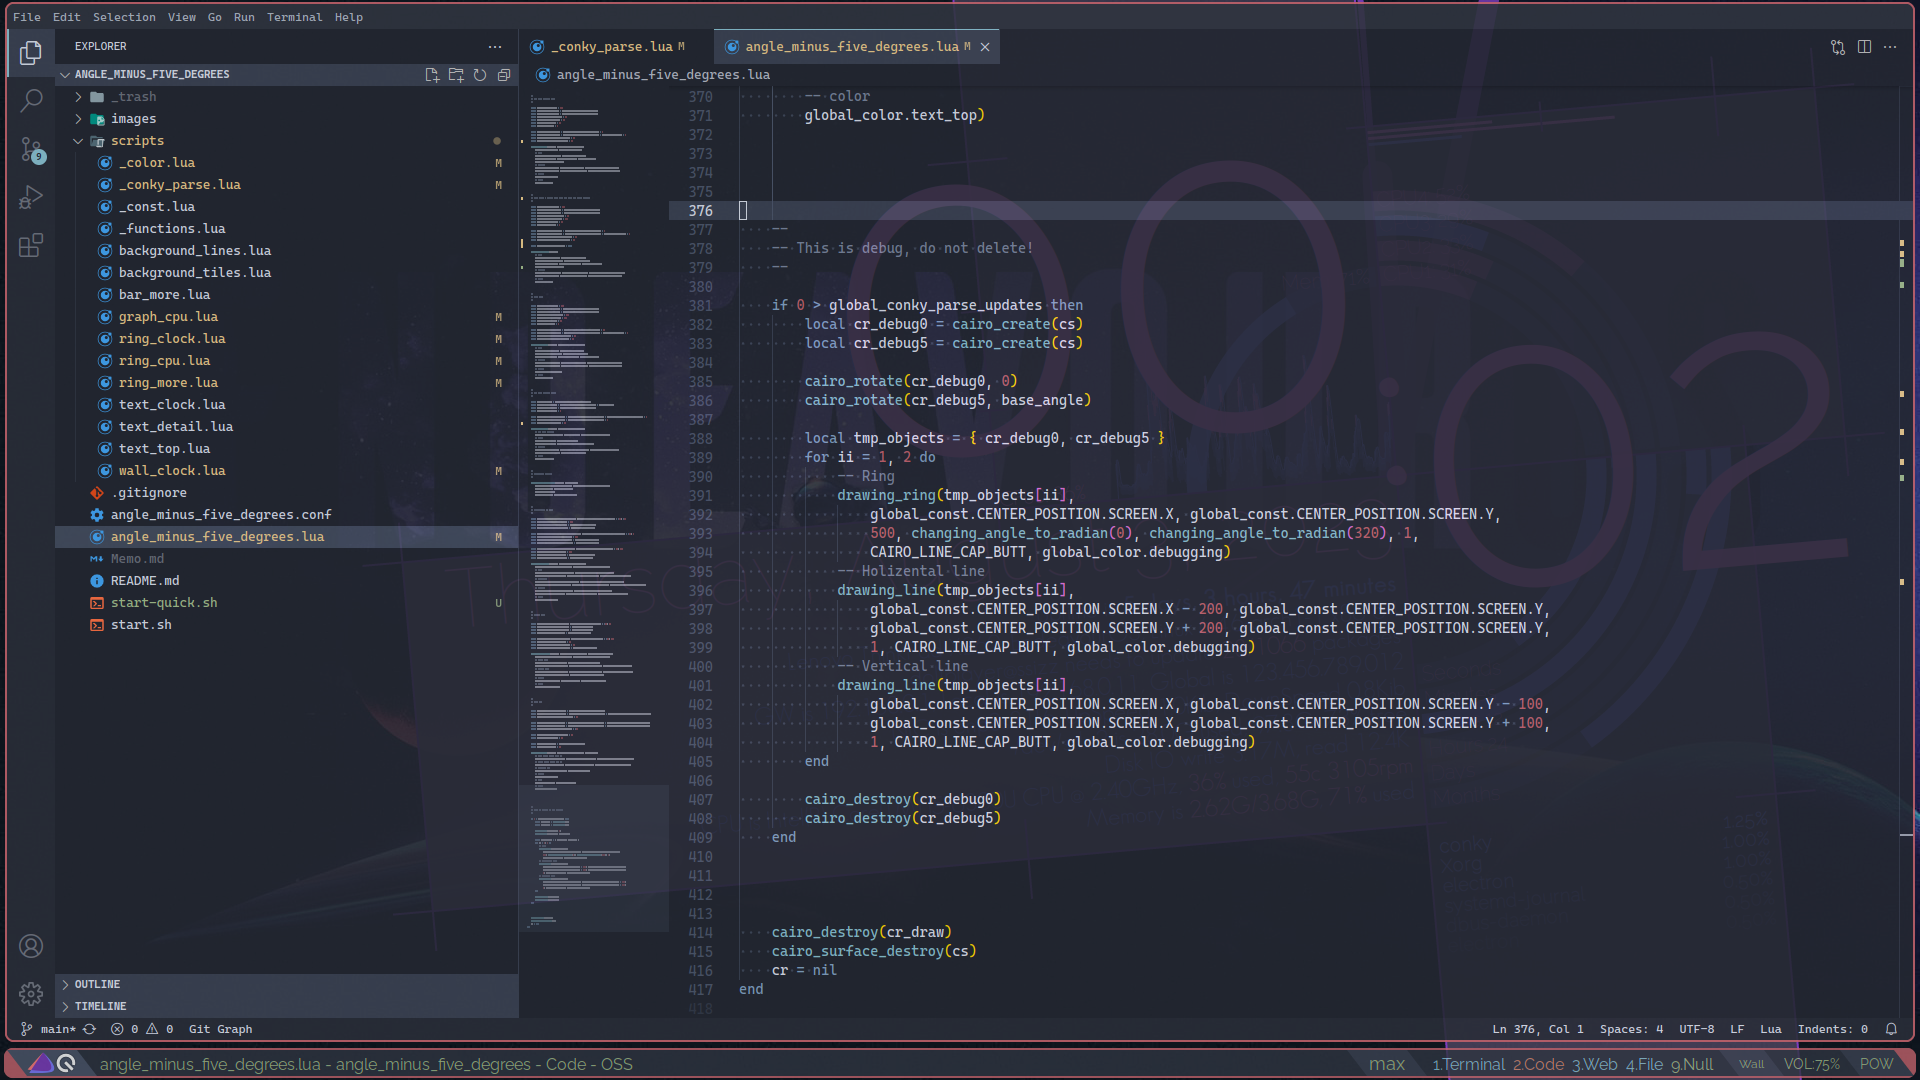 File Edit Selection View Go Run Terminal Help
EXPLORER
ANGLE_MINUS_FIVE_DEGREES
_trash
images
scripts
_color.lua M
_conky_parse.lua M
_const.lua
_functions.lua
background_lines.lua
background_tiles.lua
bar_more.lua
graph_cpu.lua M
ring_clock.lua M
ring_cpu.lua M
ring_more.lua M
text_clock.lua
text_detail.lua
text_top.lua
wall_clock.lua M
.gitignore
angle_minus_five_degrees.conf
angle_minus_five_degrees.lua M
Memo.md
README.md
start-quick.sh U
start.sh
OUTLINE
TIMELINE
9
_conky_parse.lua M
angle_minus_five_degrees.lua M
angle_minus_five_degrees.lua
370 -- color
371 global_color.text_top)
372
373
374
375
376
377 --
378 -- This is debug, do not delete!
379 --
380
381 if 0 > global_conky_parse_updates then
382 local cr_debug0 = cairo_create(cs)
383 local cr_debug5 = cairo_create(cs)
384
385 cairo_rotate(cr_debug0, 0)
386 cairo_rotate(cr_debug5, base_angle)
387
388 local tmp_objects = { cr_debug0, cr_debug5 }
389 for ii = 1, 2 do
390 -- Ring
391 drawing_ring(tmp_objects[ii],
392 global_const.CENTER_POSITION.SCREEN.X, global_const.CENTER_POSITION.SCREEN.Y,
393 500, changing_angle_to_radian(0), changing_angle_to_radian(320), 1,
394 CAIRO_LINE_CAP_BUTT, global_color.debugging)
395 -- Holizental line
396 drawing_line(tmp_objects[ii],
397 global_const.CENTER_POSITION.SCREEN.X - 200, global_const.CENTER_POSITION.SCREEN.Y,
398 global_const.CENTER_POSITION.SCREEN.Y + 200, global_const.CENTER_POSITION.SCREEN.Y,
399 1, CAIRO_LINE_CAP_BUTT, global_color.debugging)
400 -- Vertical line
401 drawing_line(tmp_objects[ii],
402 global_const.CENTER_POSITION.SCREEN.X, global_const.CENTER_POSITION.SCREEN.Y - 100,
403 global_const.CENTER_POSITION.SCREEN.X, global_const.CENTER_POSITION.SCREEN.Y + 100,
404 1, CAIRO_LINE_CAP_BUTT, global_color.debugging)
405 end
406
407 cairo_destroy(cr_debug0)
408 cairo_destroy(cr_debug5)
409 end
410
411
412
413
414 cairo_destroy(cr_draw)
415 cairo_surface_destroy(cs)
416 cr = nil
417 end
418
00:02
Thursday
conky
Xorg
electron
main* 0 0 Git Graph
Ln 376, Col 1 Spaces: 4 UTF-8 LF Lua Indents: 0
angle_minus_five_degrees.lua - angle_minus_five_degrees - Code - OSS
max 1.Terminal 2.Code 3.Web 4.File 9.Null Wall VOL:75% POW